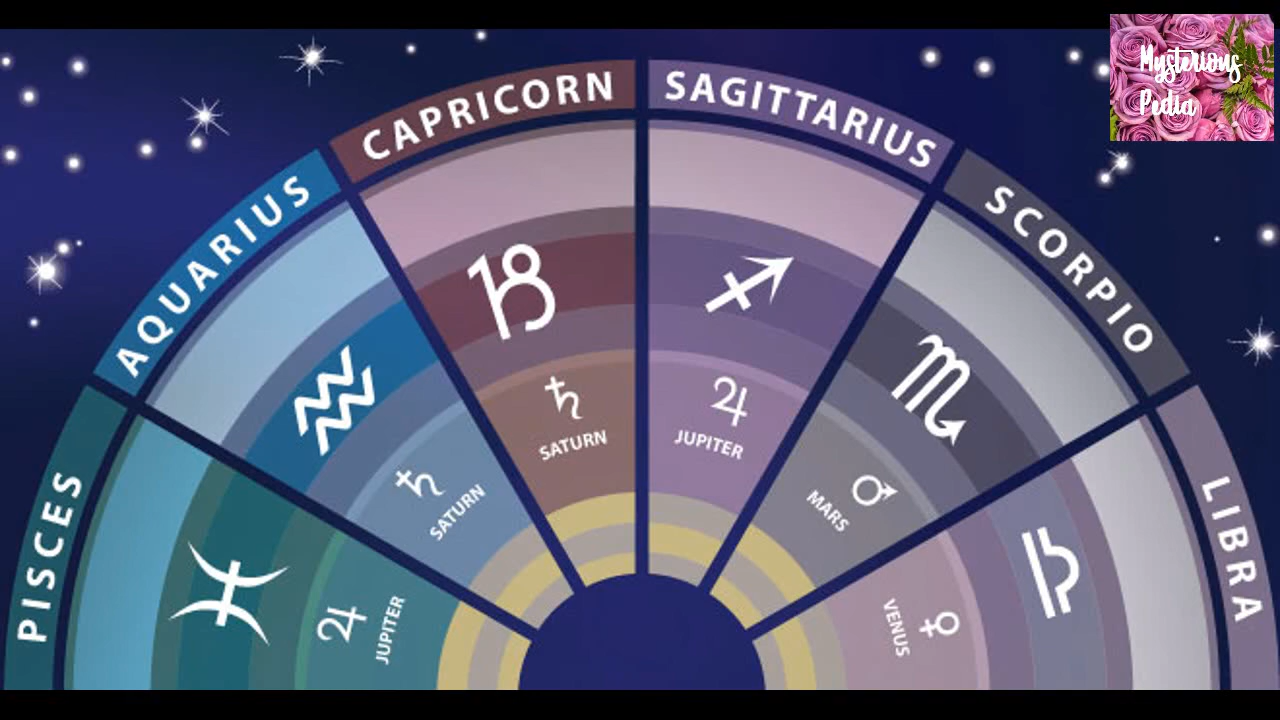 Mysterious
Pedia
PISCES
AQUARIUS
CAPRICORN
SAGITTARIUS
SCORPIO
LIBRA
JUPITER
SATURN
SATURN
JUPITER
MARS
VENUS